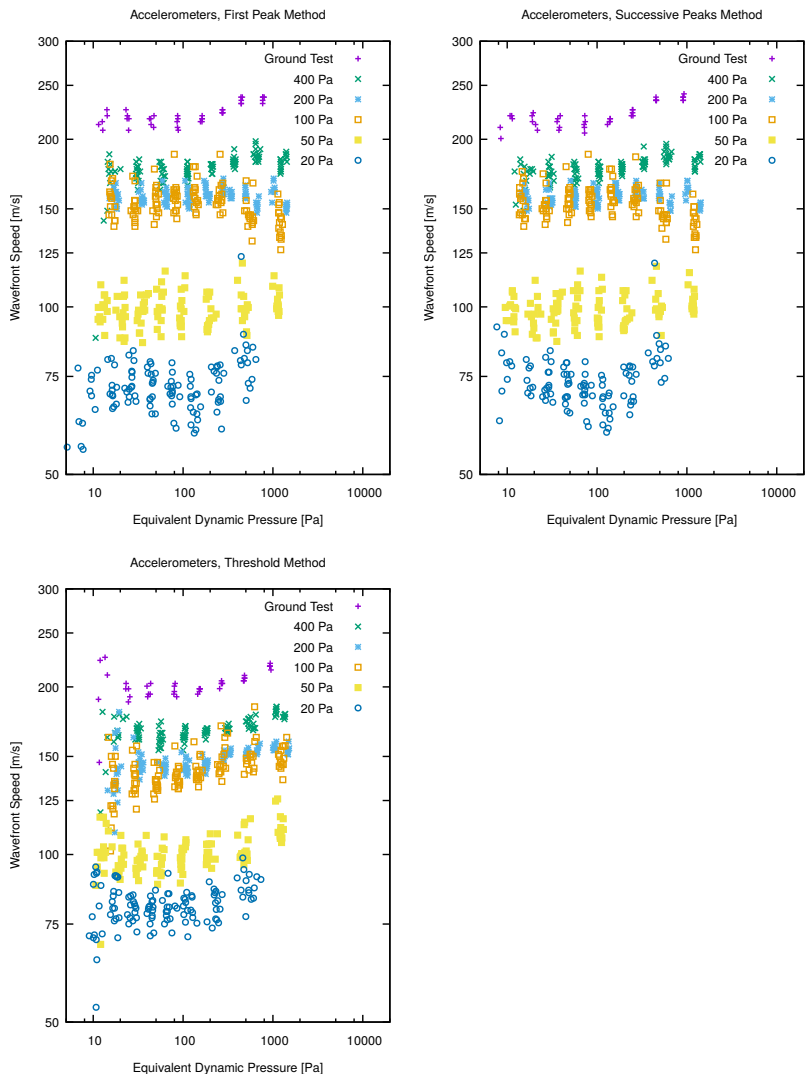 Accelerometers, First Peak Method
300
250
200
150
125
100
75
50
Wavefront Speed [m/s]
Ground Test
400 Pa
200 Pa
100 Pa
50 Pa
20 Pa
10
100
1000
10000
Equivalent Dynamic Pressure [Pa]
Accelerometers, Successive Peaks Method
300
250
200
150
125
100
75
50
Wavefront Speed [m/s]
Ground Test
400 Pa
200 Pa
100 Pa
50 Pa
20 Pa
10
100
1000
10000
Equivalent Dynamic Pressure [Pa]
Accelerometers, Threshold Method
300
250
200
150
125
100
75
50
Wavefront Speed [m/s]
Ground Test
400 Pa
200 Pa
100 Pa
50 Pa
20 Pa
10
100
1000
10000
Equivalent Dynamic Pressure [Pa]